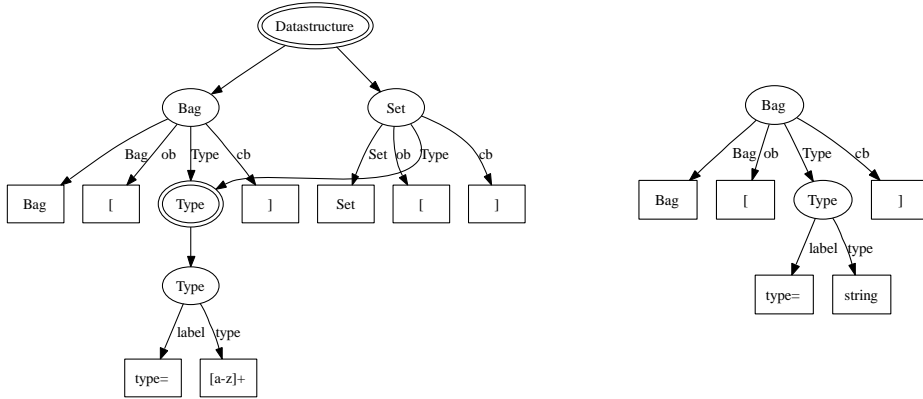 Datastructure
Bag Set
Bag ob Type cb Set ob Type cb
Bag [ Type ] Set [ ]
Type
label type
type= [a-z]+
Bag
Bag ob Type cb
Bag [ Type ]
label type
type= string